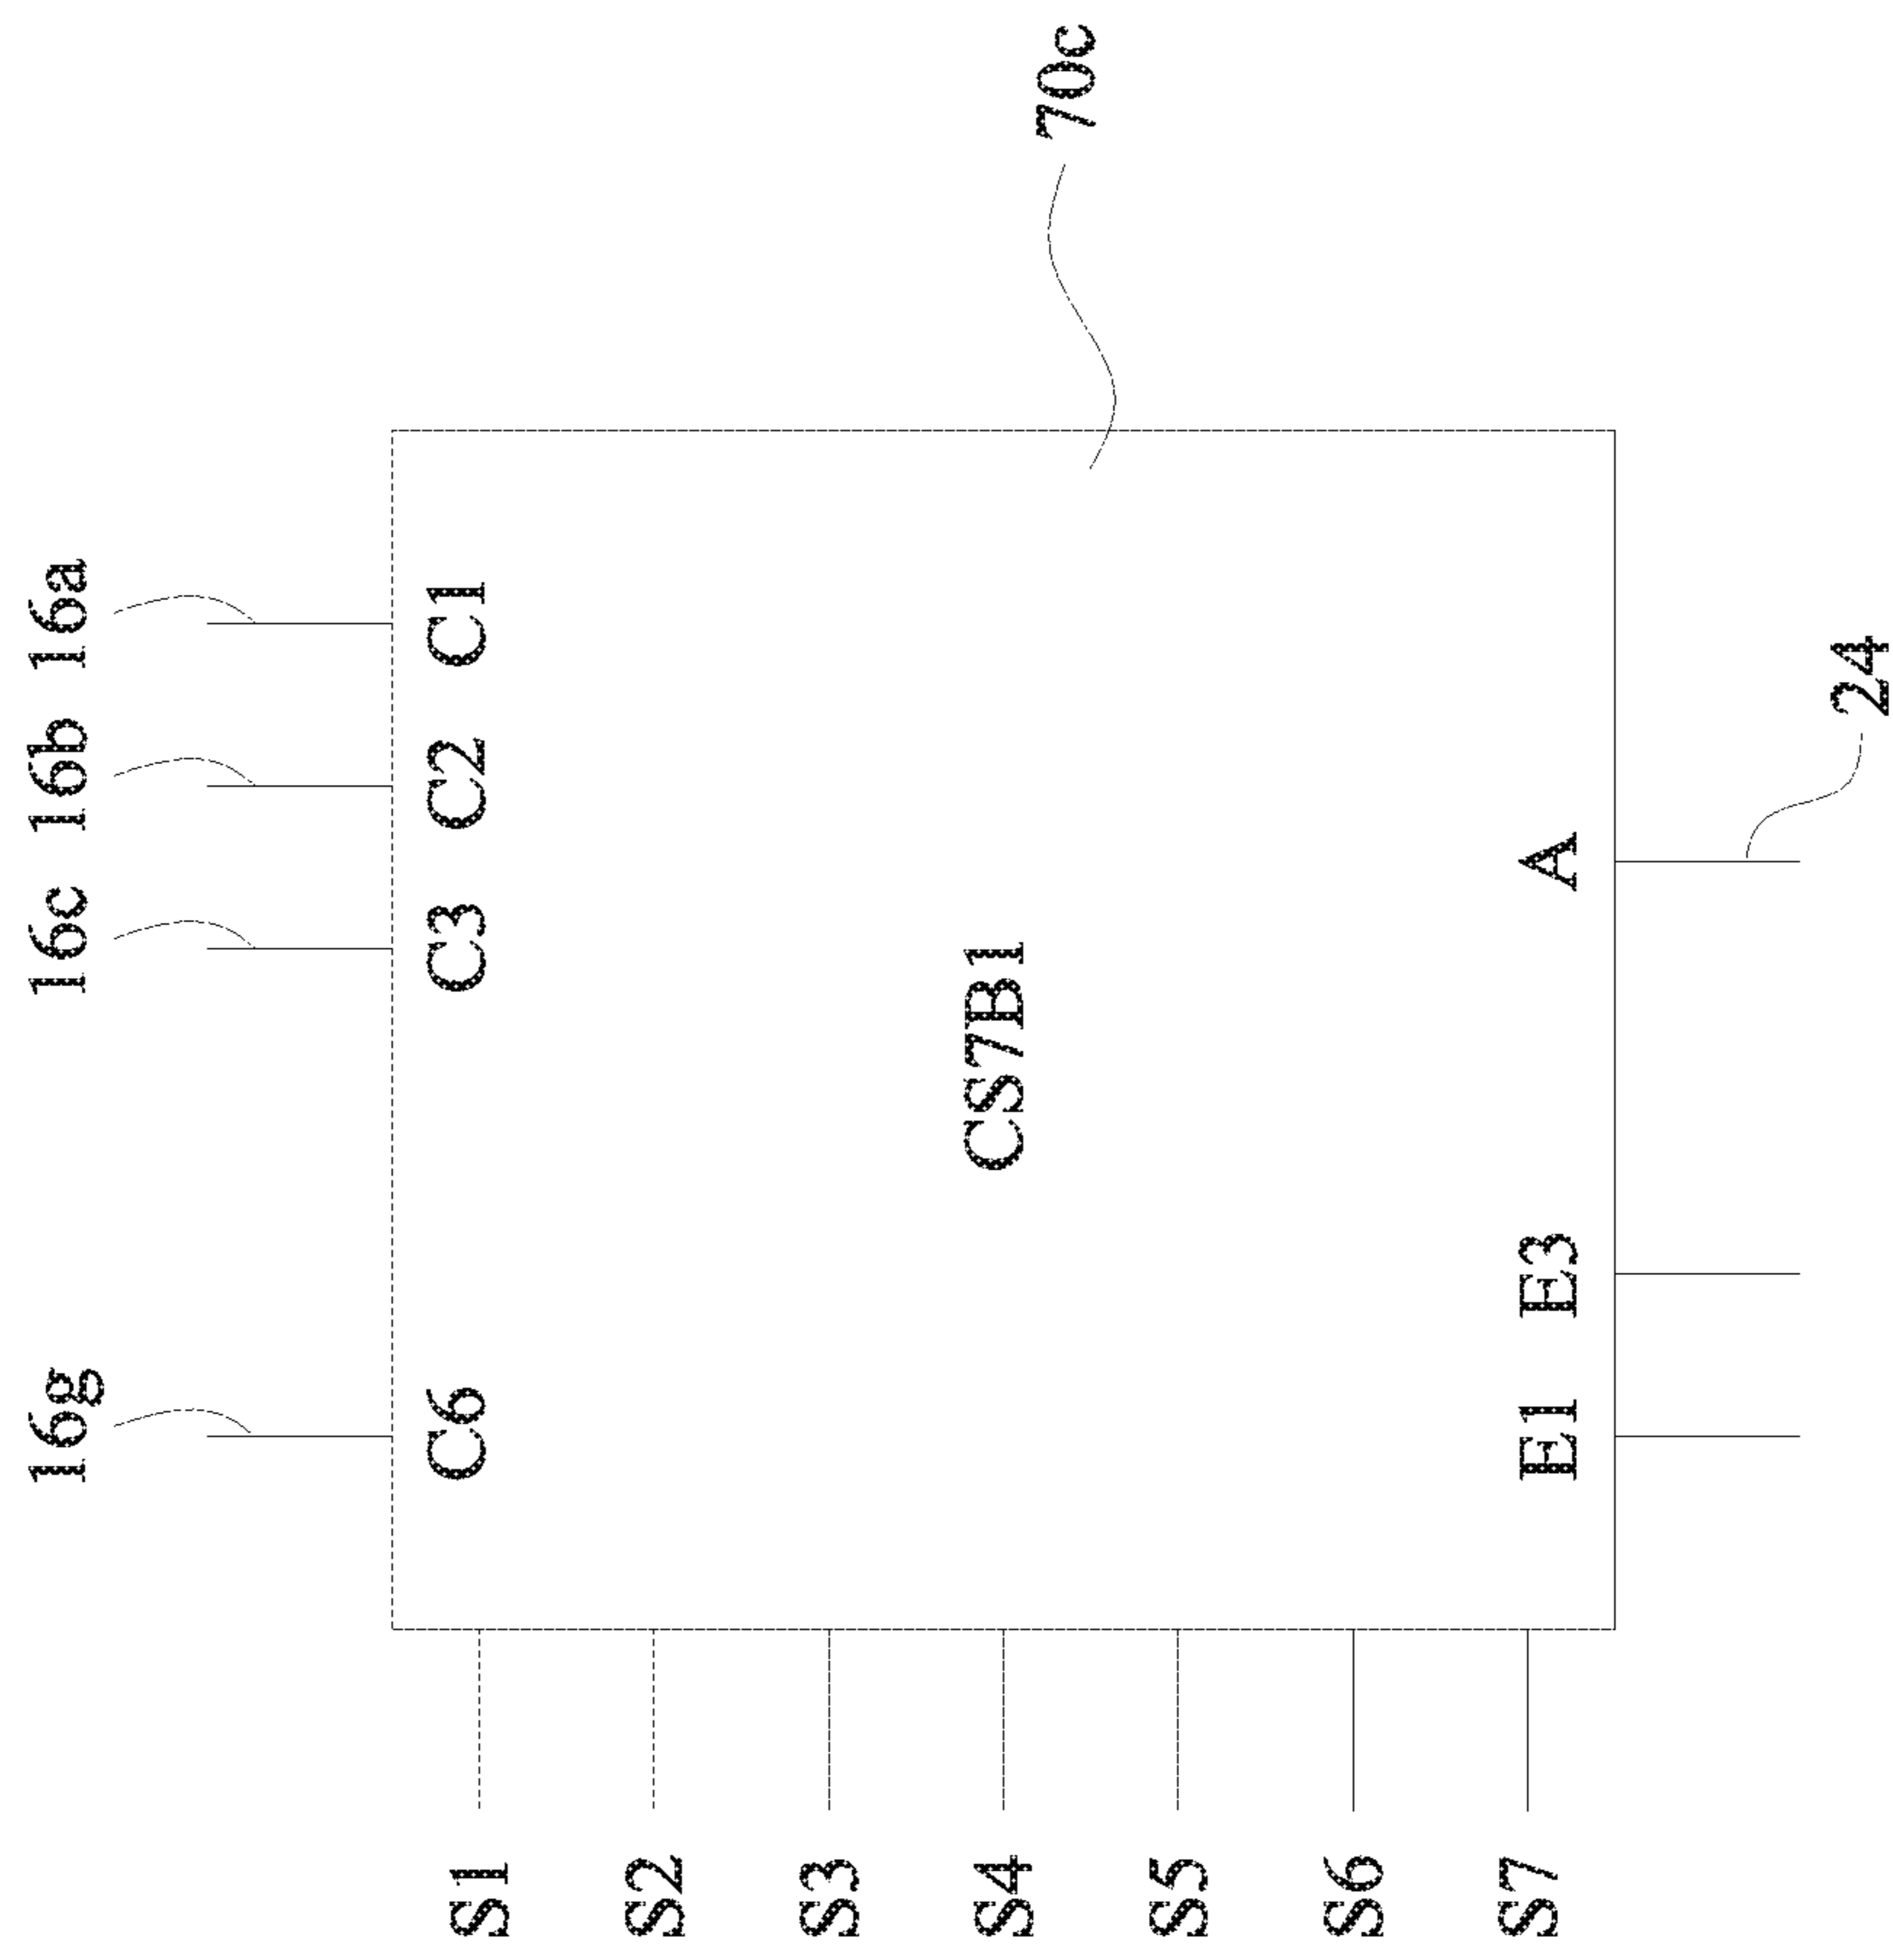 16g 16c 16b 16a
C6 C3 C2 C1
70c
CS7B1
E1 E3 A
24
S1
S2
S3
S4
S5
S6
S7